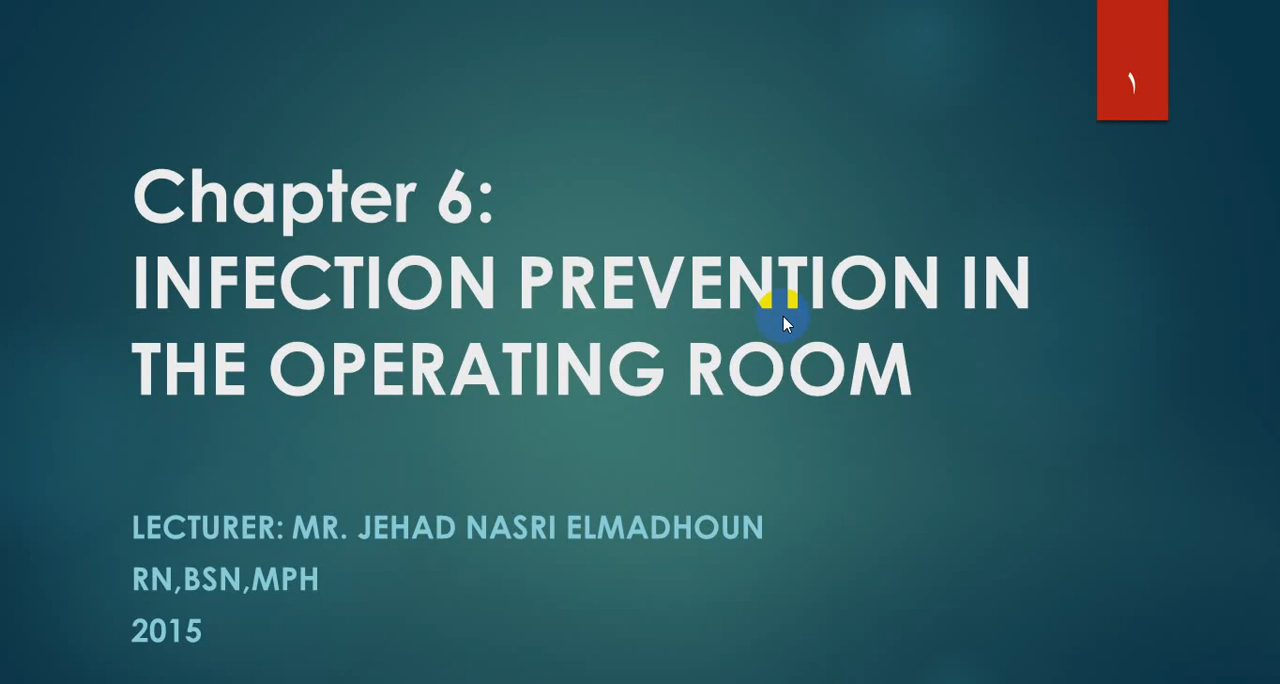 ١
Chapter 6:
INFECTION PREVENTION IN
THE OPERATING ROOM
LECTURER: MR. JEHAD NASRI ELMADHOUN
RN,BSN,MPH
2015